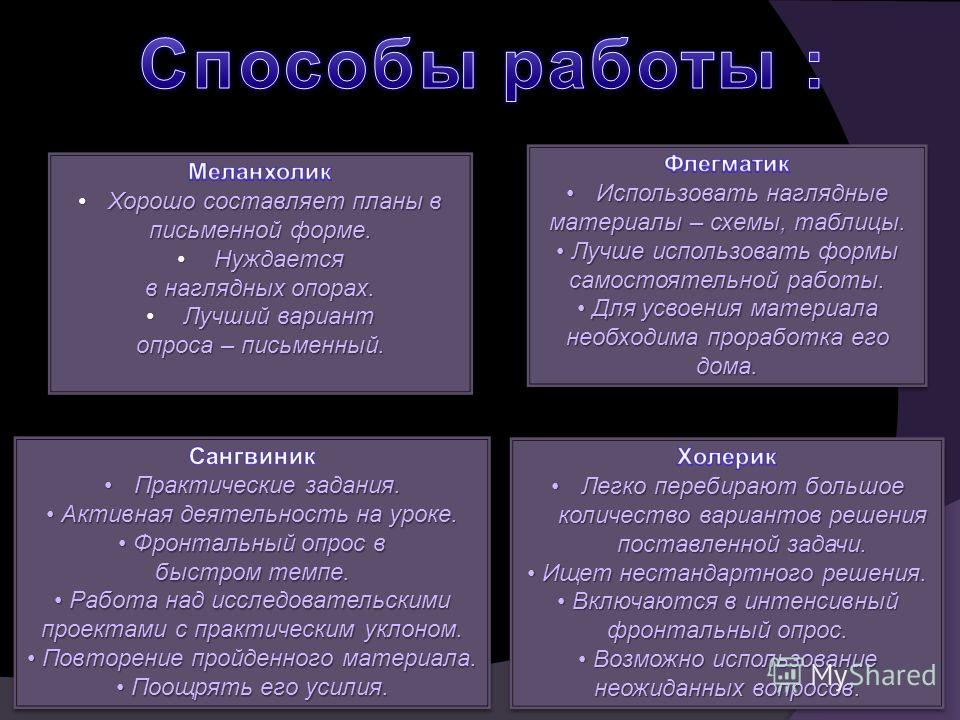 Способы работы :
Меланхолик
• Хорошо составляет планы в
письменной форме.
• Нуждается
в наглядных опорах.
• Лучший вариант
опроса – письменный.
Флегматик
• Использовать наглядные
материалы – схемы, таблицы.
• Лучше использовать формы
самостоятельной работы.
• Для усвоения материала
необходима проработка его
дома.
Сангвиник
• Практические задания.
• Активная деятельность на уроке.
• Фронтальный опрос в
быстром темпе.
• Работа над исследовательскими
проектами с практическим уклоном.
• Повторение пройденного материала.
• Поощрять его усилия.
Холерик
• Легко перебирают большое
количество вариантов решения
поставленной задачи.
• Ищет нестандартного решения.
• Включаются в интенсивный
фронтальный опрос.
• Возможно использование
неожиданных вопросов.
MyShared